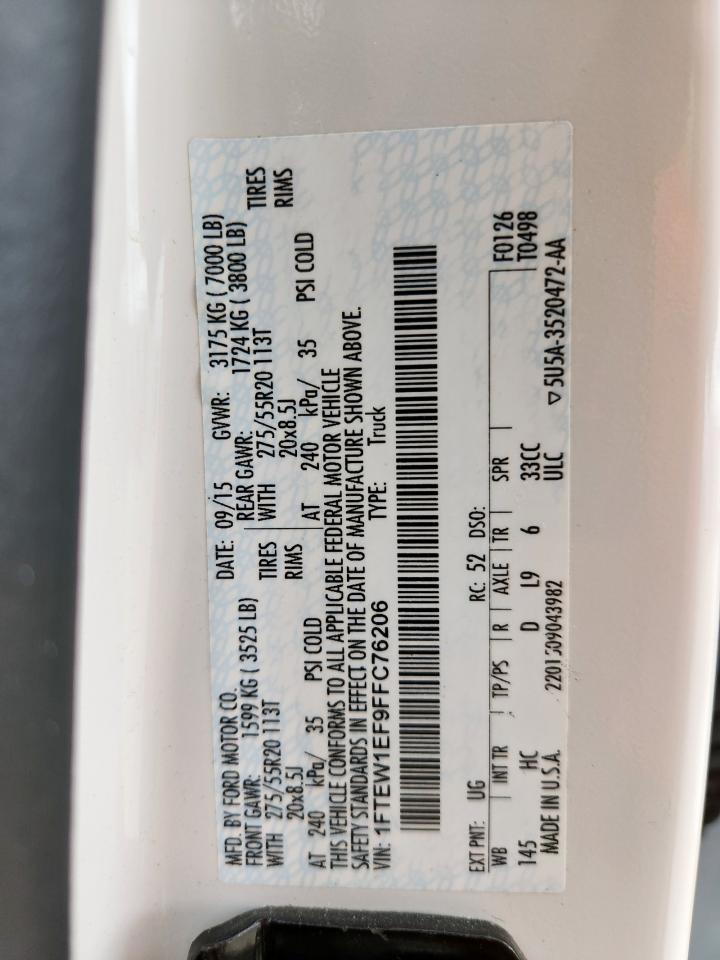 MFD. BY FORD MOTOR CO. DATE: 09/15 GVWR: 3175 KG ( 7000 LB)
FRONT GAWR: 1599 KG ( 3525 LB) REAR GAWR: 1724 KG ( 3800 LB)
WITH 275/55R20 113T TIRES WITH 275/55R20 113T TIRES
20x8.5J RIMS 20x8.5J RIMS
AT 240 kPa/ 35 PSI COLD AT 240 kPa/ 35 PSI COLD
THIS VEHICLE CONFORMS TO ALL APPLICABLE FEDERAL MOTOR VEHICLE
SAFETY STANDARDS IN EFFECT ON THE DATE OF MANUFACTURE SHOWN ABOVE.
VIN: 1FTEW1EF9FFC76206 TYPE: Truck
EXT PNT: UG RC: 52 DSO:
WB INT TR TP/PS R AXLE TR SPR F0126
145 HC D L9 6 33CC T0498
MADE IN U.S.A. 2201509043982 ULC ▽5U5A-3520472-AA